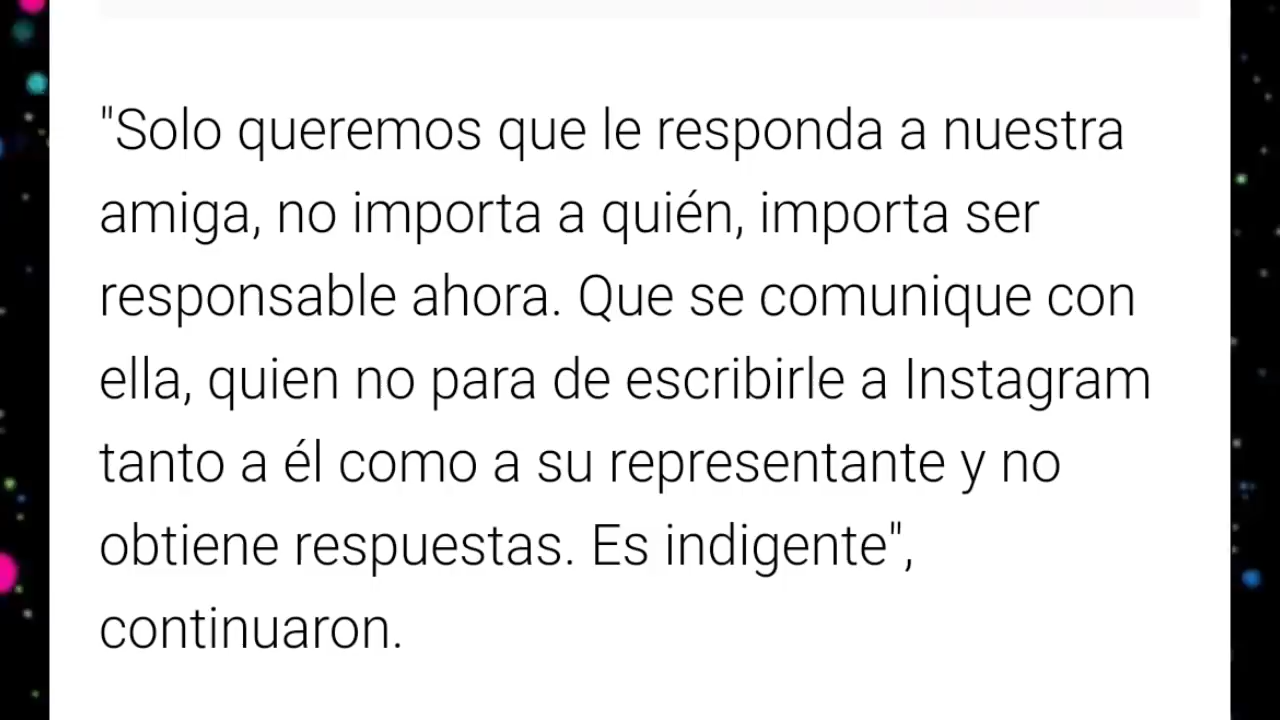 "Solo queremos que le responda a nuestra
amiga, no importa a quién, importa ser
responsable ahora. Que se comunique con
ella, quien no para de escribirle a Instagram
tanto a él como a su representante y no
obtiene respuestas. Es indigente",
continuaron.